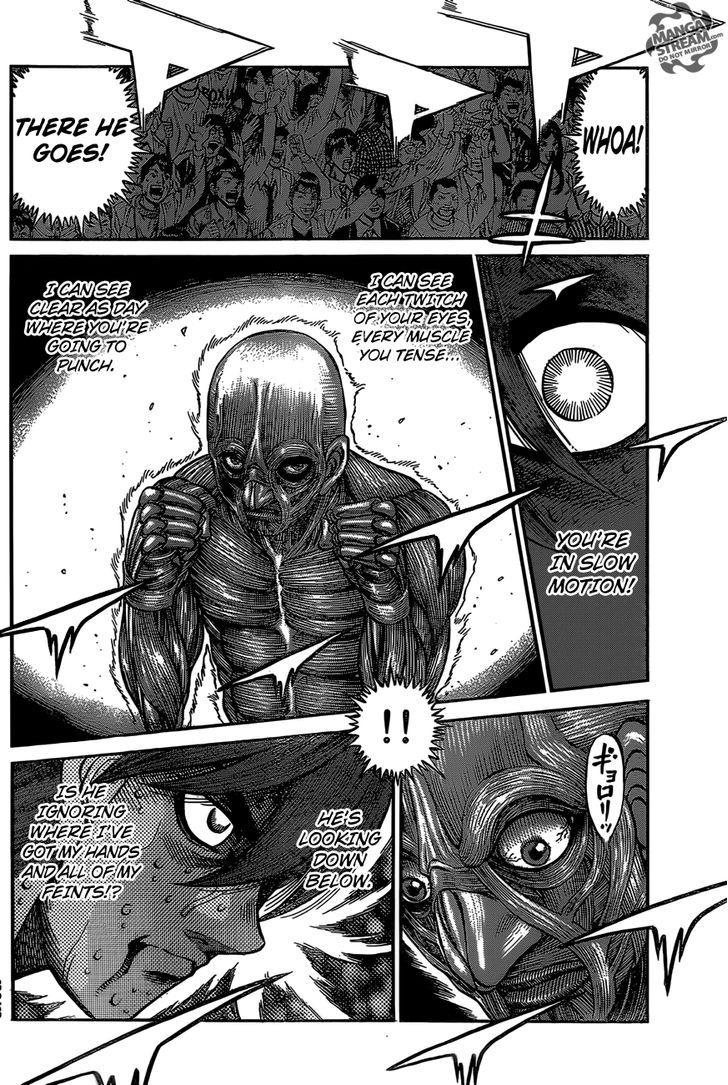 MANGA
STREAM
DO NOT MIRROR
WHOA!
THERE HE
GOES!
BOXI
YOU'RE
IN SLOW
MOTION!
I CAN SEE
EACH TWITCH
OF YOUR EYES,
EVERY MUSCLE
YOU TENSE...
I CAN SEE
CLEAR AS DAY
WHERE YOU'RE
GOING TO
PUNCH.
!!
ギョロリッ
HE'S
LOOKING
DOWN
BELOW.
IS HE
IGNORING
WHERE I'VE
GOT MY HANDS
AND ALL OF MY
FEINTS!?